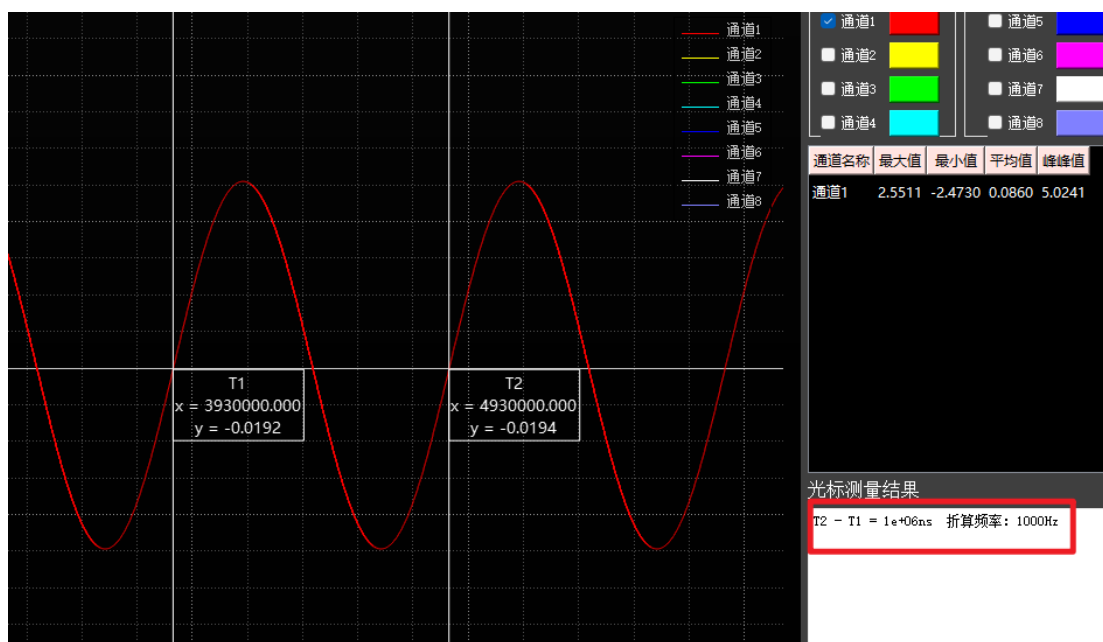 通道1
通道2
通道3
通道4
通道5
通道6
通道7
通道8
T1
x = 3930000.000
y = -0.0192
T2
x = 4930000.000
y = -0.0194
通道1
通道2
通道3
通道4
通道5
通道6
通道7
通道8
通道名称 最大值 最小值 平均值 峰峰值
通道1 2.5511 -2.4730 0.0860 5.0241
光标测量结果
T2 - T1 = 1e+06ns 折算频率: 1000Hz